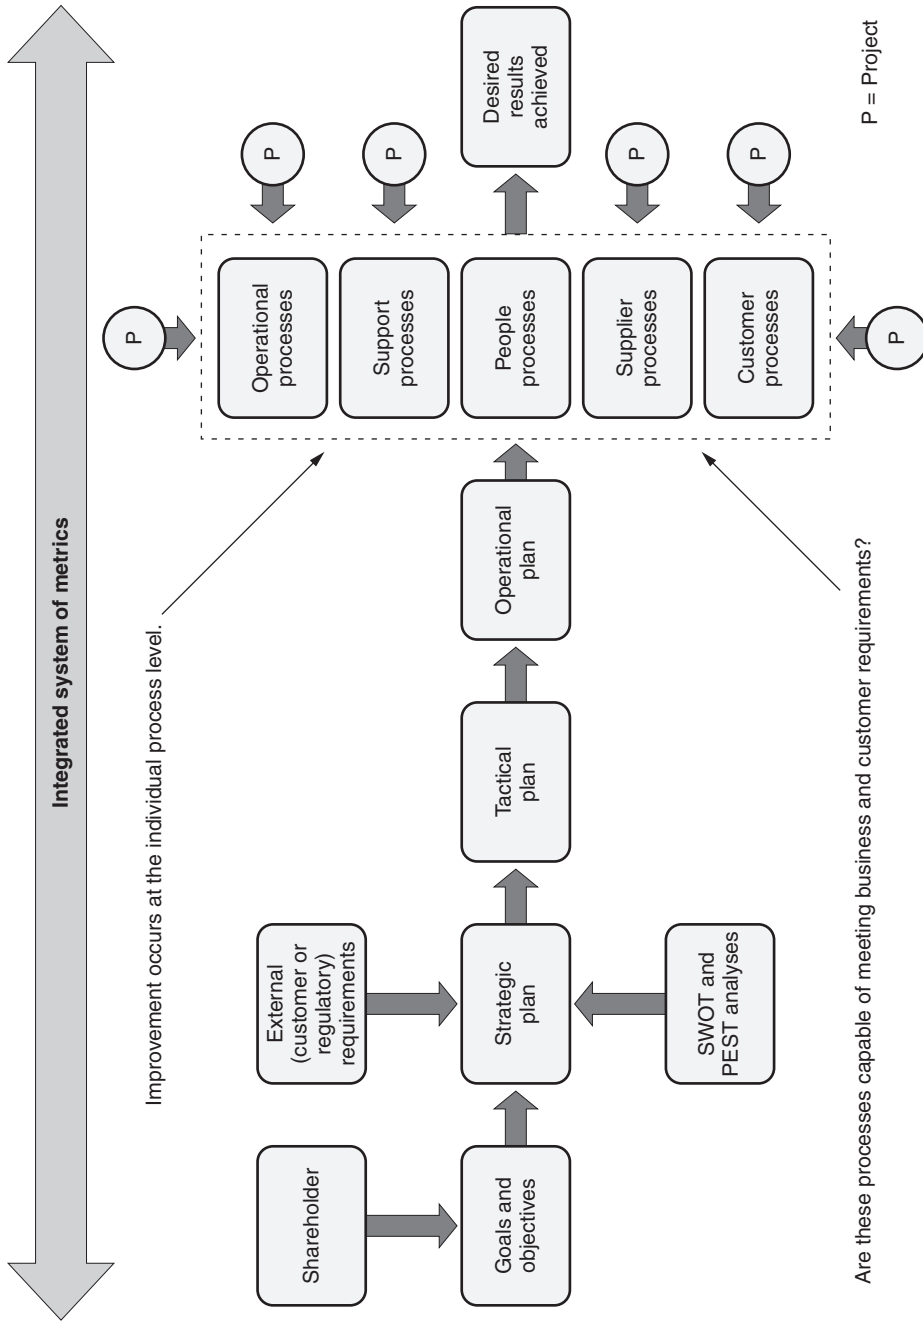 Integrated system of metrics
Improvement occurs at the individual process level.
Shareholder
Goals and
objectives
External
(customer or
regulatory)
requirements
Strategic
plan
SWOT and
PEST analyses
Tactical
plan
Operational
plan
P
Operational
processes
Support
processes
People
processes
Supplier
processes
Customer
processes
P
P
P
P
P
Desired
results
achieved
Are these processes capable of meeting business and customer requirements?
P = Project